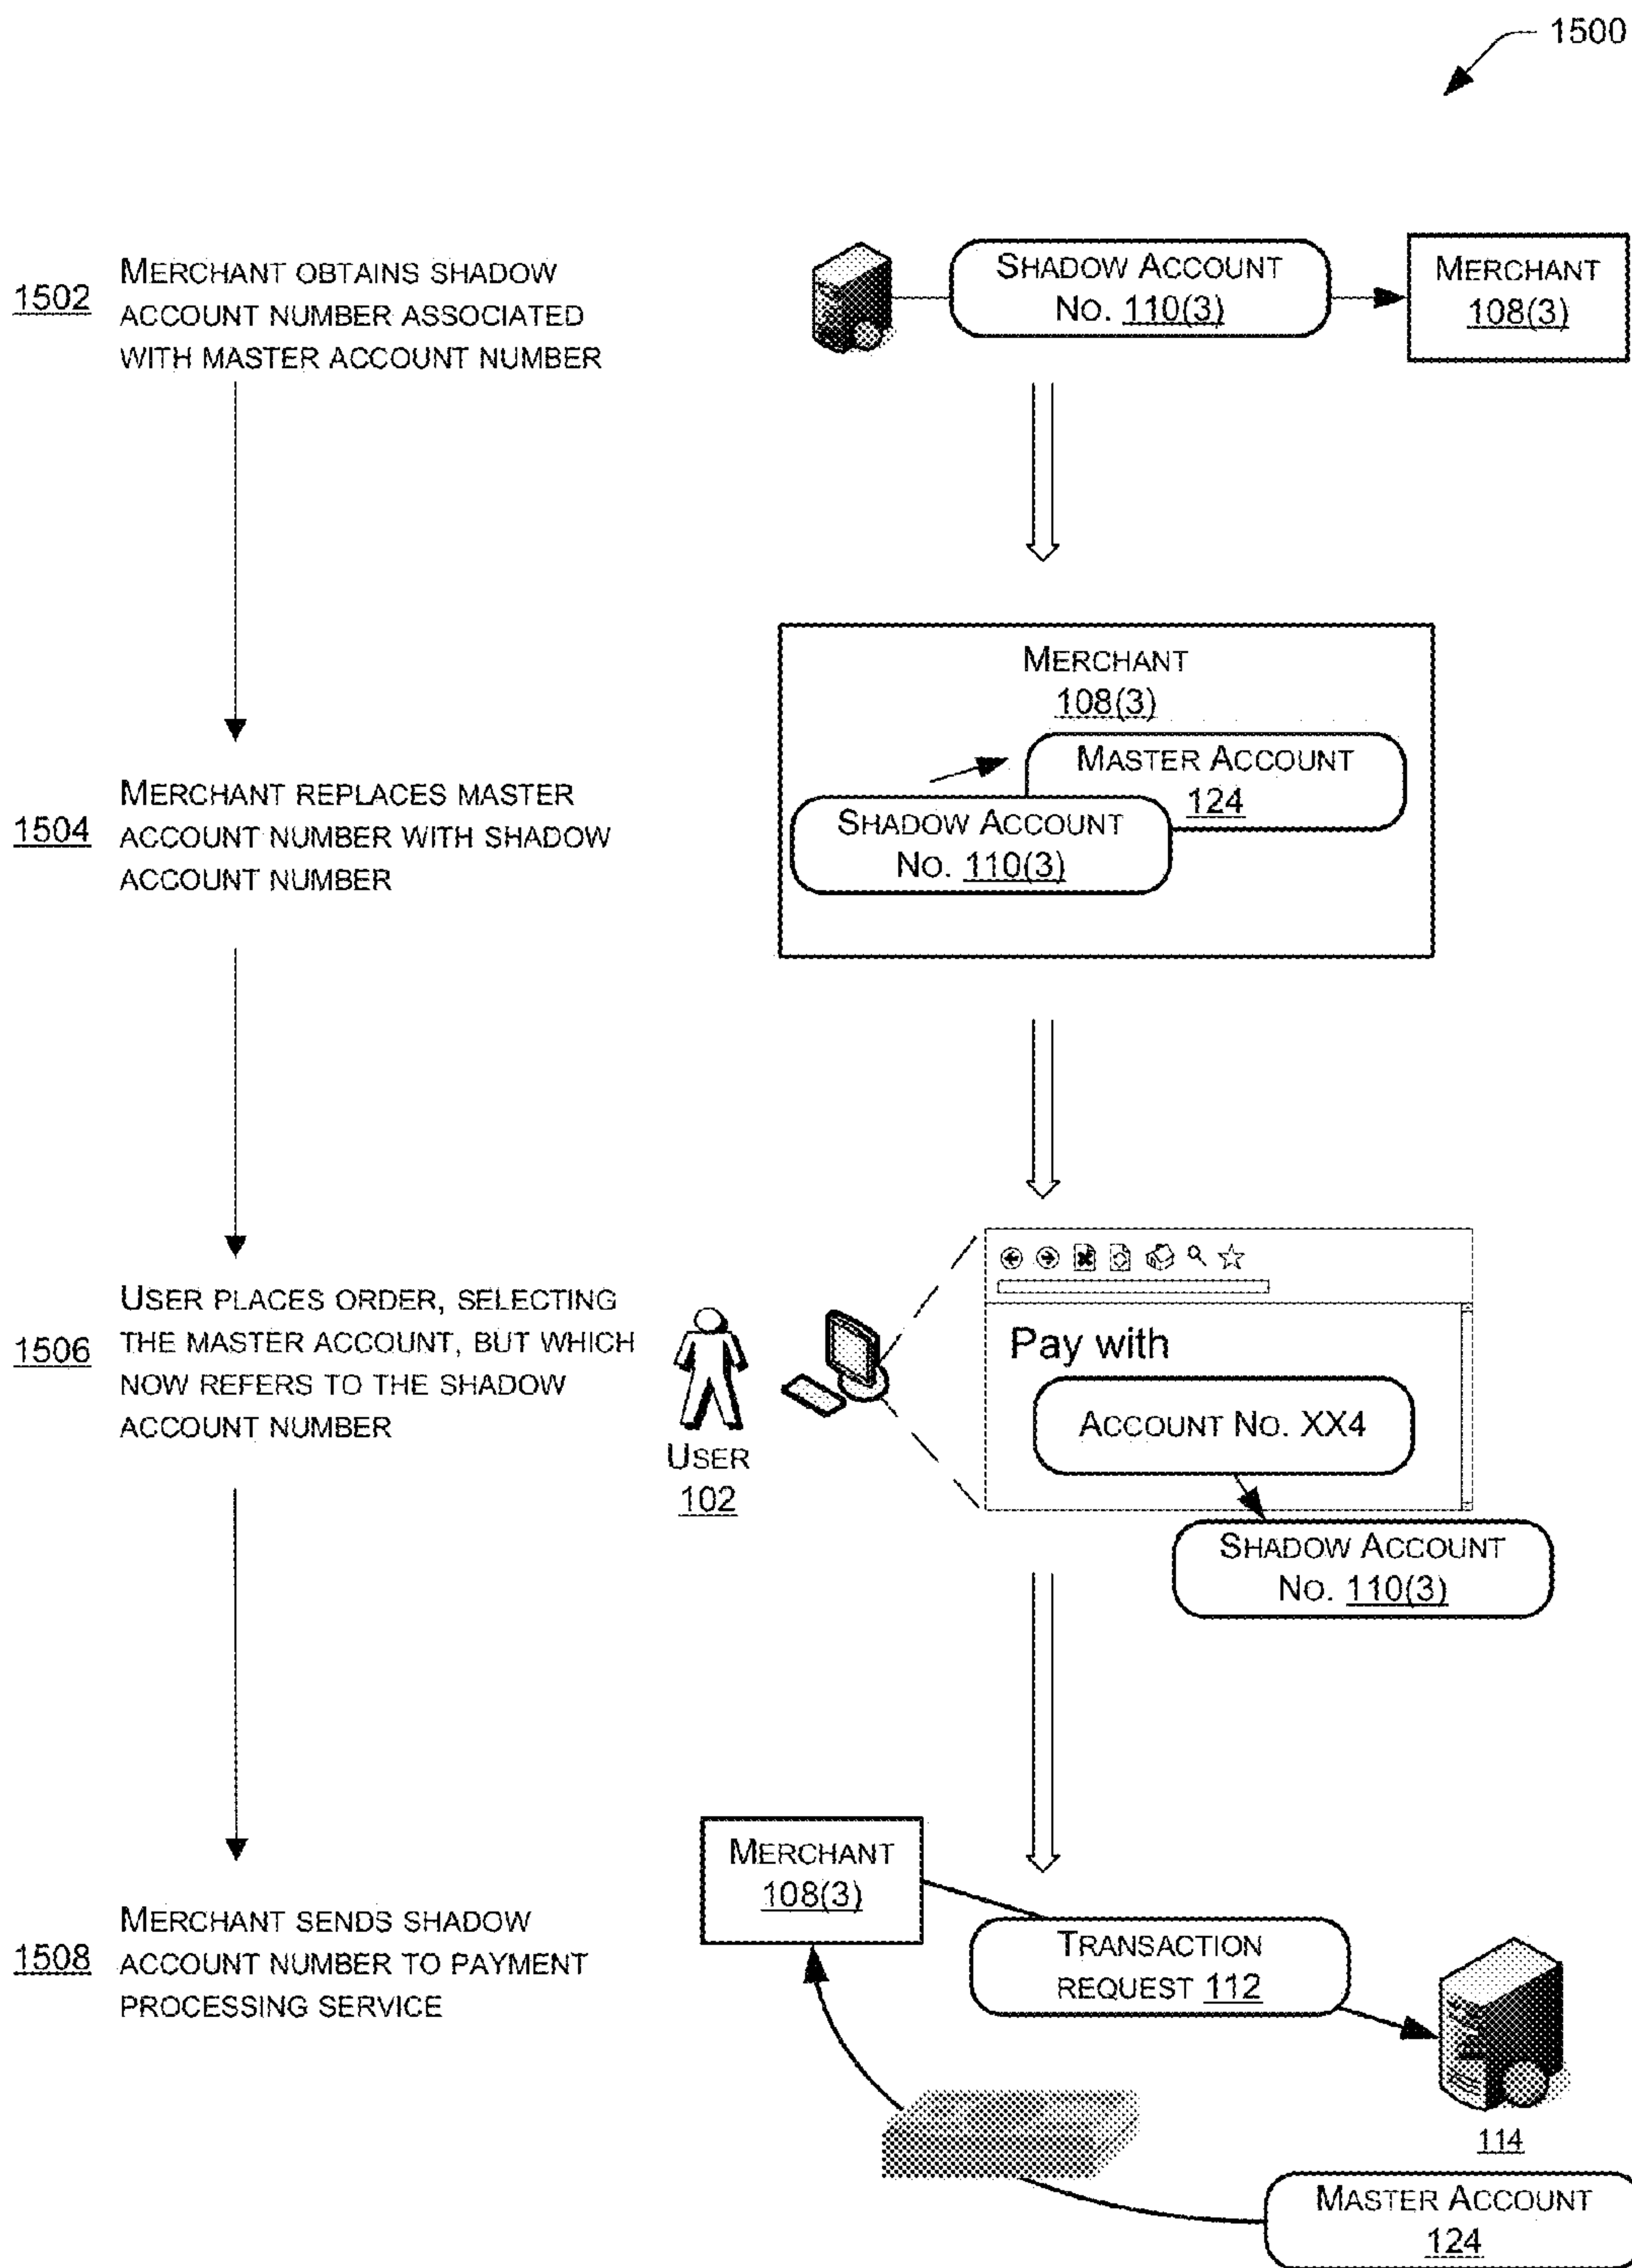 1500
1502
MERCHANT OBTAINS SHADOW
ACCOUNT NUMBER ASSOCIATED
WITH MASTER ACCOUNT NUMBER
SHADOW ACCOUNT
NO. 110(3)
MERCHANT
108(3)
1504
MERCHANT REPLACES MASTER
ACCOUNT NUMBER WITH SHADOW
ACCOUNT NUMBER
MERCHANT
108(3)
MASTER ACCOUNT
124
SHADOW ACCOUNT
NO. 110(3)
1506
USER PLACES ORDER, SELECTING
THE MASTER ACCOUNT, BUT WHICH
NOW REFERS TO THE SHADOW
ACCOUNT NUMBER
USER
102
Pay with
ACCOUNT NO. XX4
SHADOW ACCOUNT
NO. 110(3)
1508
MERCHANT SENDS SHADOW
ACCOUNT NUMBER TO PAYMENT
PROCESSING SERVICE
MERCHANT
108(3)
TRANSACTION
REQUEST 112
114
MASTER ACCOUNT
124